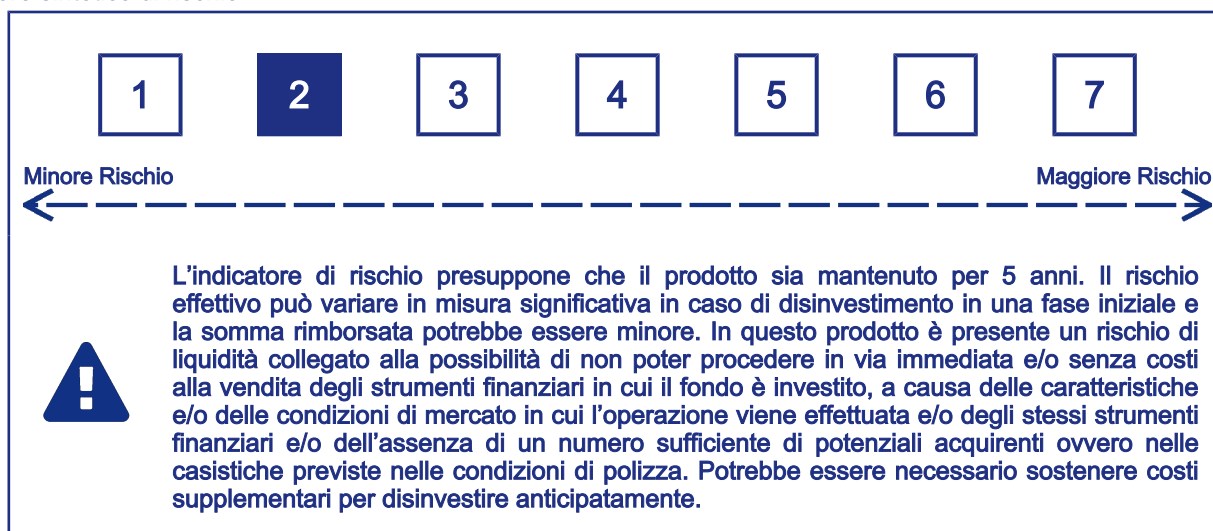 1 2 3 4 5 6 7
Minore Rischio Maggiore Rischio
L'indicatore di rischio presuppone che il prodotto sia mantenuto per 5 anni. Il rischio
effettivo può variare in misura significativa in caso di disinvestimento in una fase iniziale e
la somma rimborsata potrebbe essere minore. In questo prodotto è presente un rischio di
liquidità collegato alla possibilità di non poter procedere in via immediata e/o senza costi
alla vendita degli strumenti finanziari in cui il fondo è investito, a causa delle caratteristiche
e/o delle condizioni di mercato in cui l'operazione viene effettuata e/o degli stessi strumenti
finanziari e/o dell'assenza di un numero sufficiente di potenziali acquirenti ovvero nelle
casistiche previste nelle condizioni di polizza. Potrebbe essere necessario sostenere costi
supplementari per disinvestire anticipatamente.